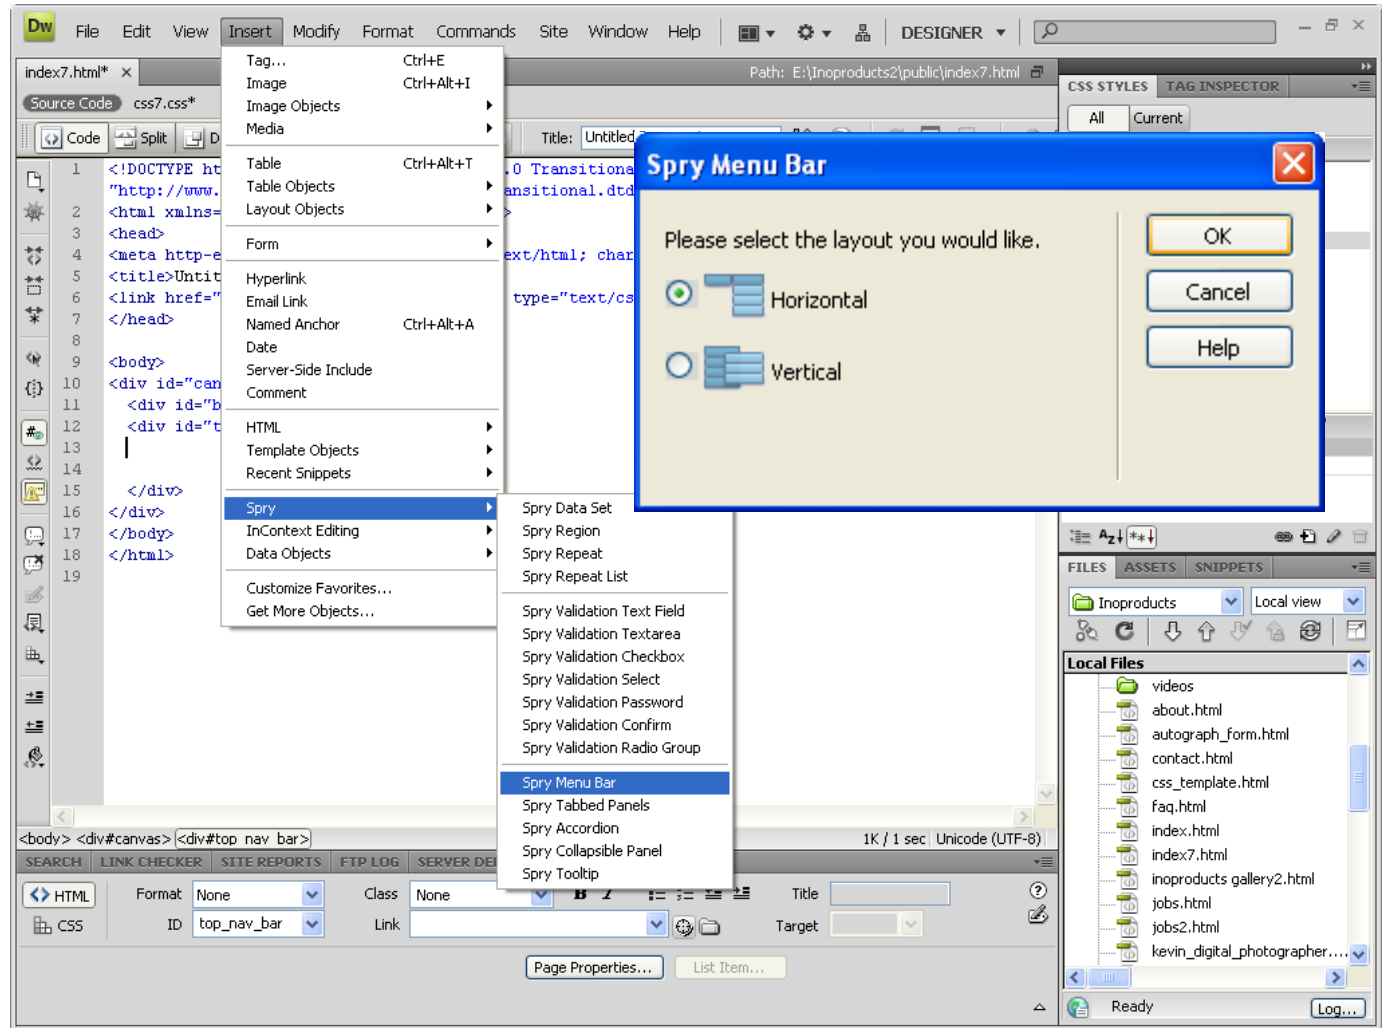 Dw File Edit View Insert Modify Format Commands Site Window Help DESIGNER
index7.html* × Path: E:\Inoproducts2\public\index7.html
Source Code css7.css*
Code Split D Title: Untitled
Tag... Ctrl+E
Image Ctrl+Alt+I
Image Objects
Media
Table Ctrl+Alt+T
Table Objects
Layout Objects
Form
Hyperlink
Email Link
Named Anchor Ctrl+Alt+A
Date
Server-Side Include
Comment
HTML
Template Objects
Recent Snippets
Spry
InContext Editing
Data Objects
Customize Favorites...
Get More Objects...
Spry Data Set
Spry Region
Spry Repeat
Spry Repeat List
Spry Validation Text Field
Spry Validation Textarea
Spry Validation Checkbox
Spry Validation Select
Spry Validation Password
Spry Validation Confirm
Spry Validation Radio Group
Spry Menu Bar
Spry Tabbed Panels
Spry Accordion
Spry Collapsible Panel
Spry Tooltip
1 <!DOCTYPE ht .0 Transitiona
"http://www. ansitional.dtd
2 <html xmlns= >
3 <head>
4 <meta http-e ext/html; char
5 <title>Untit
6 <link href=" type="text/cs
7 </head>
8
9 <body>
10 <div id="can
11 <div id="b
12 <div id="t
13
14
15 </div>
16 </div>
17 </body>
18 </html>
19
Spry Menu Bar
Please select the layout you would like.
Horizontal
Vertical
OK
Cancel
Help
CSS STYLES TAG INSPECTOR
All Current
FILES ASSETS SNIPPETS
Inoproducts Local view
Local Files
videos
about.html
autograph_form.html
contact.html
css_template.html
faq.html
index.html
index7.html
inoproducts gallery2.html
jobs.html
jobs2.html
kevin_digital_photographer....
Ready Log...
<body> <div#canvas> <div#top_nav_bar> 1K / 1 sec Unicode (UTF-8)
SEARCH LINK CHECKER SITE REPORTS FTP LOG SERVER DE
HTML Format None Class None B I Title
CSS ID top_nav_bar Link Target
Page Properties... List Item...